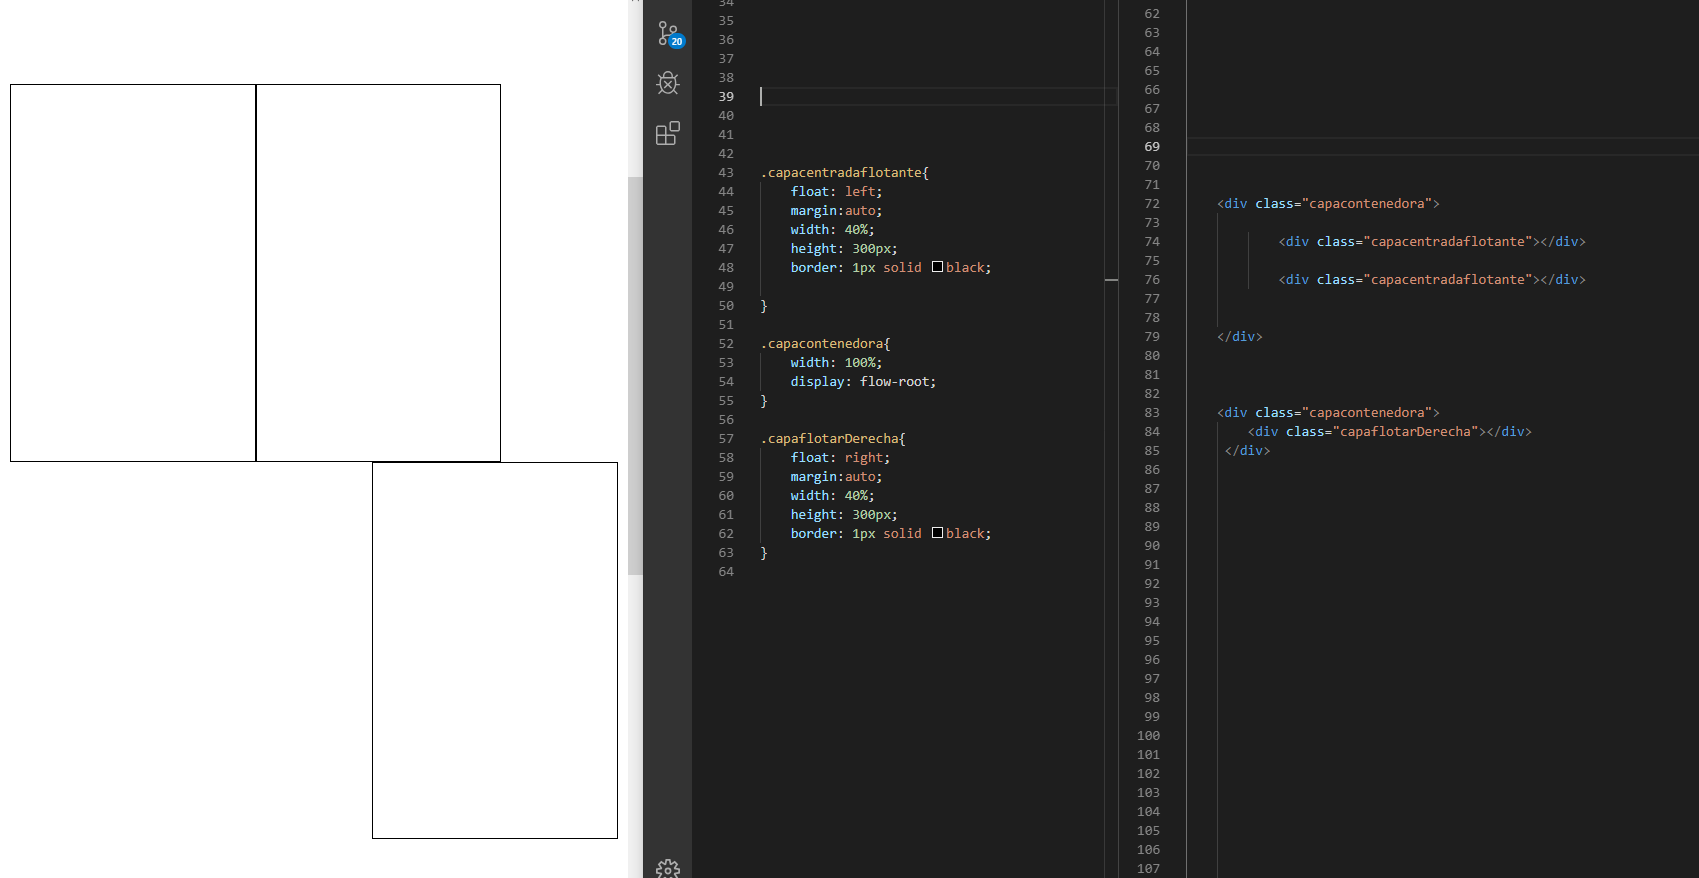 20
34
35
36
37
38
39
40
41
42
43 .capacentradaflotante{
44 float: left;
45 margin:auto;
46 width: 40%;
47 height: 300px;
48 border: 1px solid black;
49
50 }
51
52 .capacontenedora{
53 width: 100%;
54 display: flow-root;
55 }
56
57 .capaflotarDerecha{
58 float: right;
59 margin:auto;
60 width: 40%;
61 height: 300px;
62 border: 1px solid black;
63 }
64
62
63
64
65
66
67
68
69
70
71
72 <div class="capacontenedora">
73
74 <div class="capacentradaflotante"></div>
75
76 <div class="capacentradaflotante"></div>
77
78
79 </div>
80
81
82
83 <div class="capacontenedora">
84 <div class="capaflotarDerecha"></div>
85 </div>
86
87
88
89
90
91
92
93
94
95
96
97
98
99
100
101
102
103
104
105
106
107